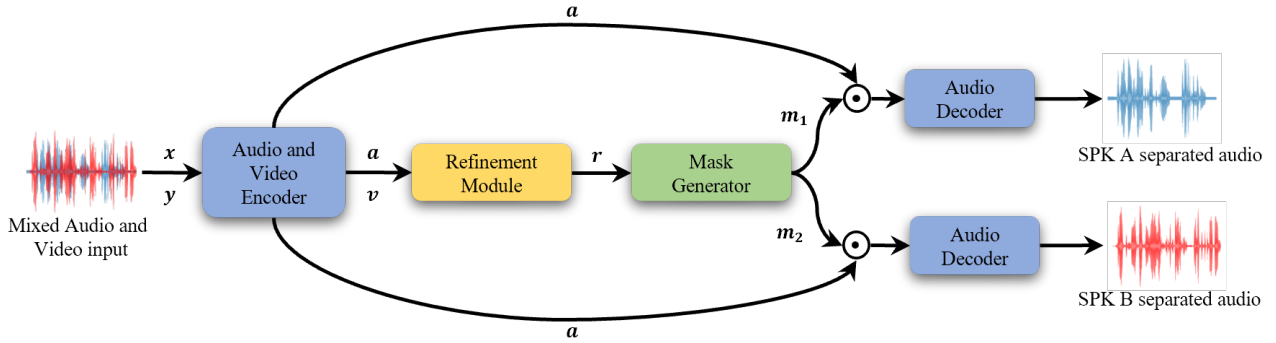 a
x
y
Mixed Audio and
Video input
Audio and
Video
Encoder
a
v
Refinement
Module
r
Mask
Generator
m₁
m₂
Audio
Decoder
SPK A separated audio
Audio
Decoder
SPK B separated audio
a